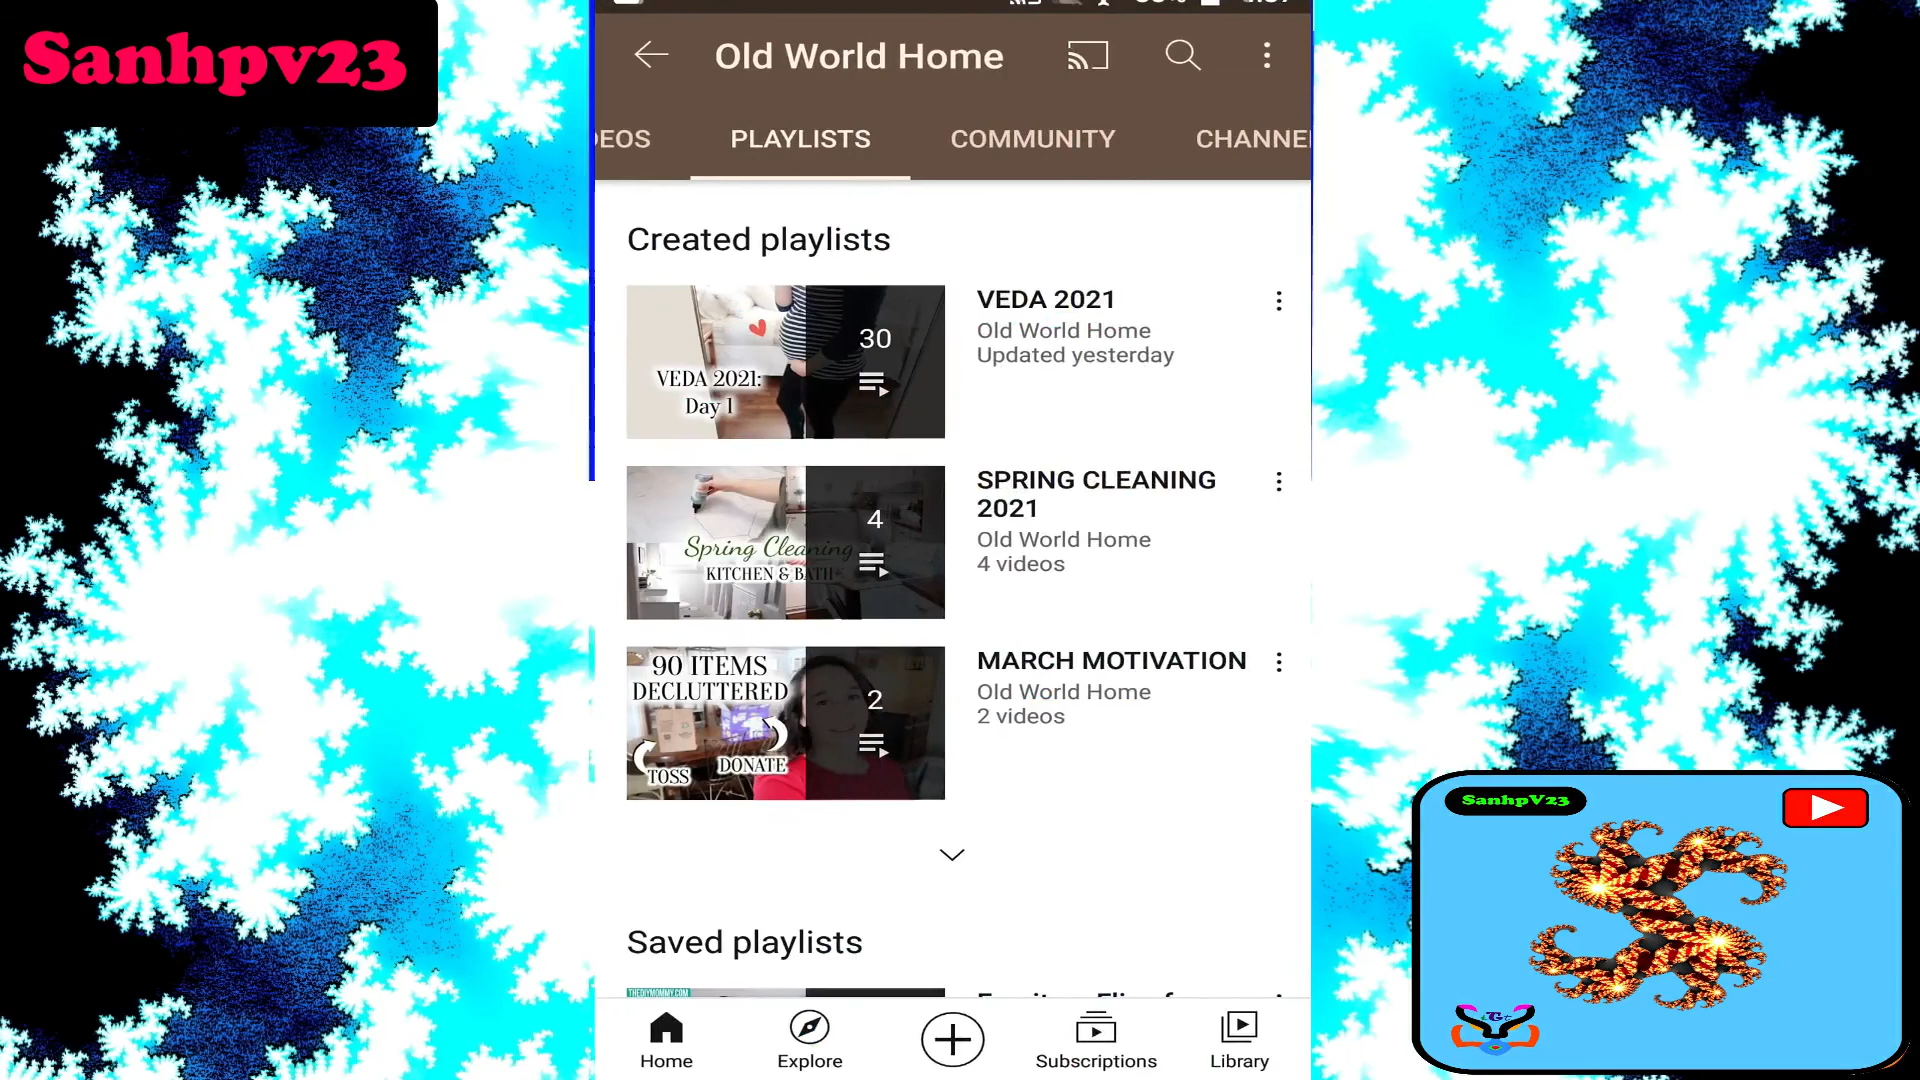 Sanhpv23
Old World Home
PLAYLISTS
COMMUNITY
Created playlists
30
VEDA 2021:
Day 1
VEDA 2021
Old World Home
Updated yesterday
4
Spring Cleaning
KITCHEN & BATH
SPRING CLEANING
2021
Old World Home
4 videos
90 ITEMS
DECLUTTERED
2
TOSS
DONATE
MARCH MOTIVATION
Old World Home
2 videos
Saved playlists
THEDIYMOMMY.COM
Home
Explore
Subscriptions
Library
SanhpV23